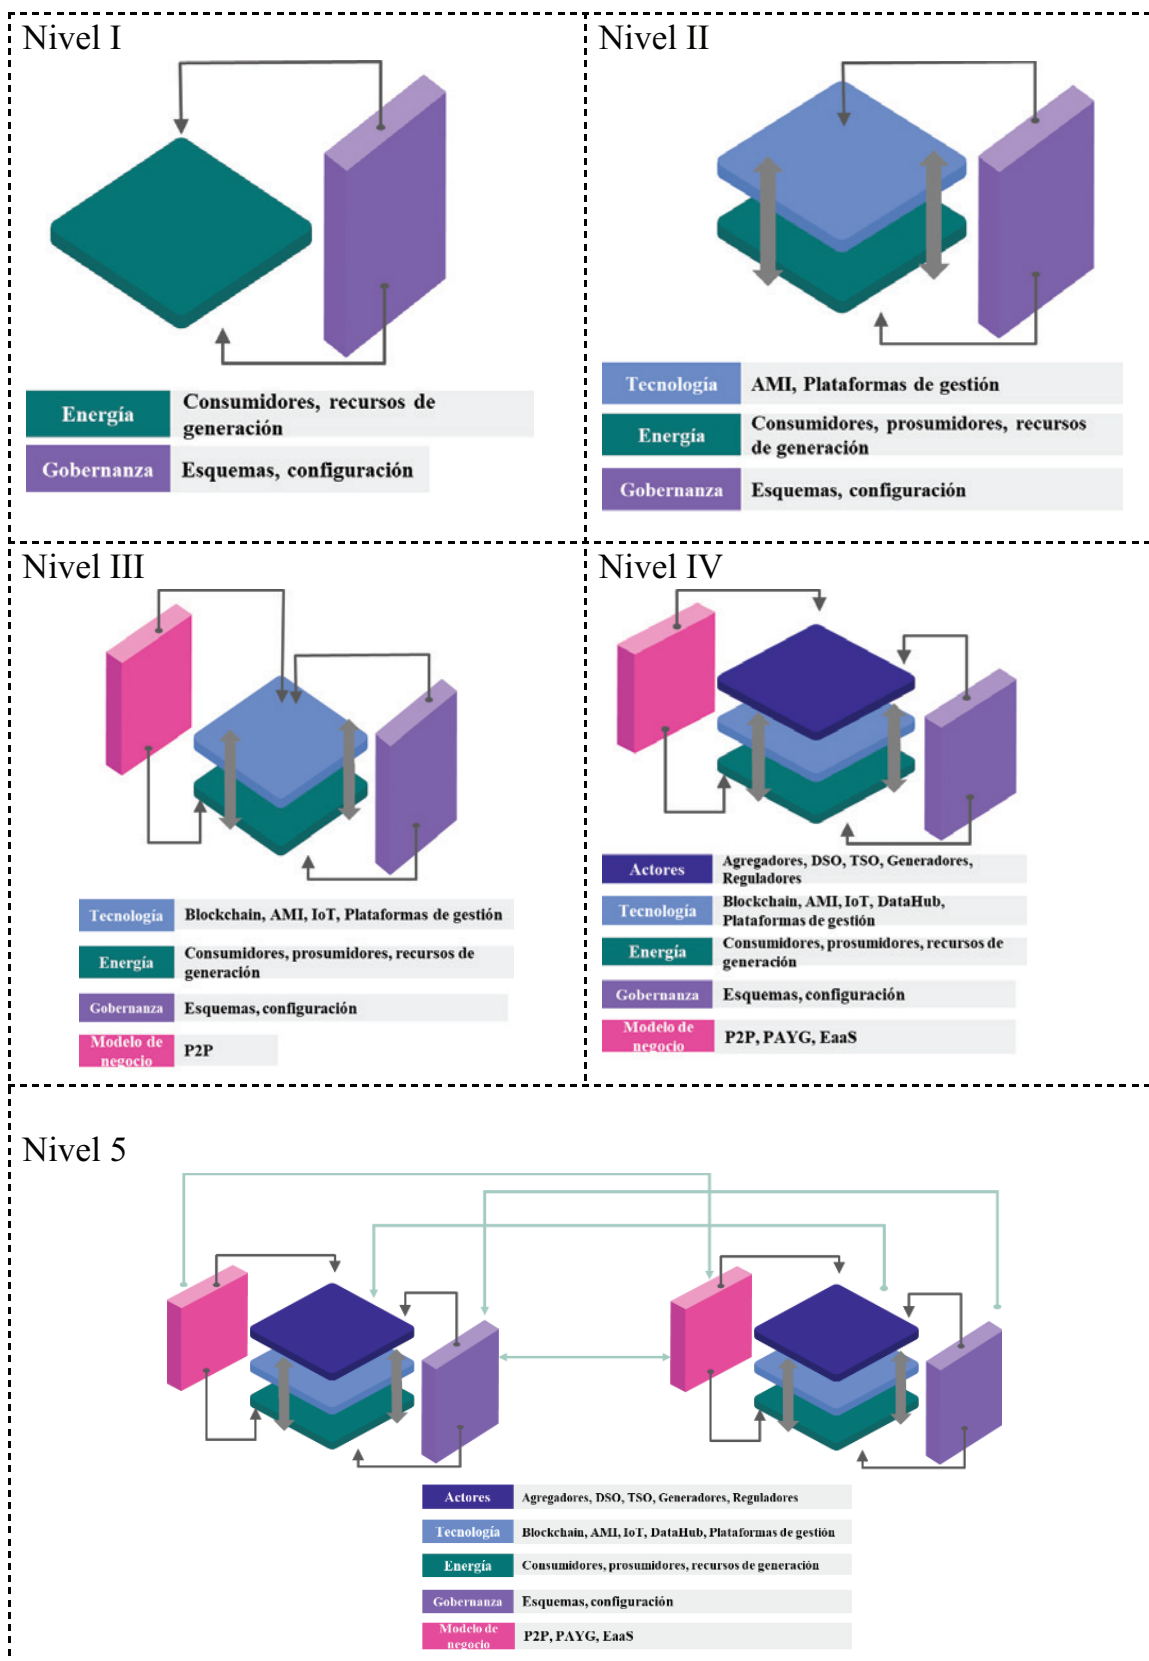 Nivel I
Energía
Consumidores, recursos de
generación
Gobernanza
Esquemas, configuración
Nivel II
Tecnología
AMI, Plataformas de gestión
Energía
Consumidores, prosumidores, recursos
de generación
Gobernanza
Esquemas, configuración
Nivel III
Tecnología
Blockchain, AMI, IoT, Plataformas de gestión
Energía
Consumidores, prosumidores, recursos de
generación
Gobernanza
Esquemas, configuración
Modelo de
negocio
P2P
Nivel IV
Actores
Agregadores, DSO, TSO, Generadores,
Reguladores
Tecnología
Blockchain, AMI, IoT, DataHub,
Plataformas de gestión
Energía
Consumidores, prosumidores, recursos de
generación
Gobernanza
Esquemas, configuración
Modelo de
negocio
P2P, PAYG, EaaS
Nivel 5
Actores
Agregadores, DSO, TSO, Generadores, Reguladores
Tecnología
Blockchain, AMI, IoT, DataHub, Plataformas de gestión
Energía
Consumidores, prosumidores, recursos de generación
Gobernanza
Esquemas, configuración
Modelo de
negocio
P2P, PAYG, EaaS